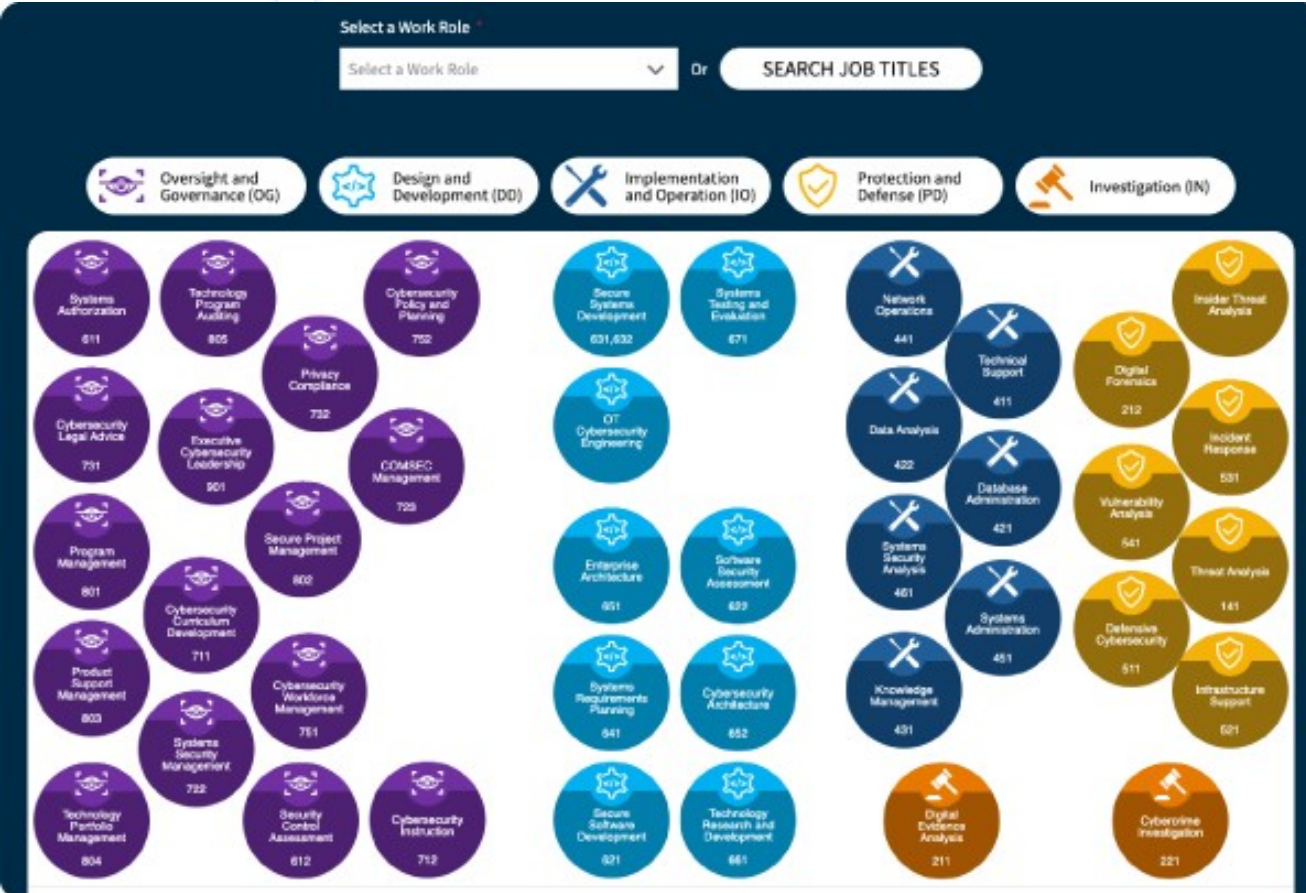 Select a Work Role *
Select a Work Role
Or
SEARCH JOB TITLES
Oversight and
Governance (OG)
Design and
Development (DD)
Implementation
and Operation (IO)
Protection and
Defense (PD)
Investigation (IN)
Systems
Authorization
611
Technology
Program
Auditing
805
Cybersecurity
Policy and
Planning
752
Privacy
Compliance
732
Cybersecurity
Legal Advice
731
Executive
Cybersecurity
Leadership
901
COMSEC
Management
723
Secure Project
Management
802
Program
Management
801
Cybersecurity
Curriculum
Development
711
Product
Support
Management
803
Cybersecurity
Workforce
Management
751
Systems
Security
Management
722
Technology
Portfolio
Management
804
Security
Control
Assessment
612
Cybersecurity
Instruction
712
Secure
Systems
Development
631,632
Systems
Testing and
Evaluation
671
OT
Cybersecurity
Engineering
Enterprise
Architecture
651
Software
Security
Assessment
622
Systems
Requirements
Planning
641
Cybersecurity
Architecture
652
Secure
Software
Development
621
Technology
Research and
Development
661
Network
Operations
441
Technical
Support
411
Data Analysis
422
Database
Administration
421
Systems
Security
Analysis
461
Systems
Administration
451
Knowledge
Management
431
Insider Threat
Analysis
Digital
Forensics
212
Incident
Response
531
Vulnerability
Analysis
541
Threat Analysis
141
Defensive
Cybersecurity
511
Infrastructure
Support
521
Digital
Evidence
Analysis
211
Cybercrime
Investigation
221